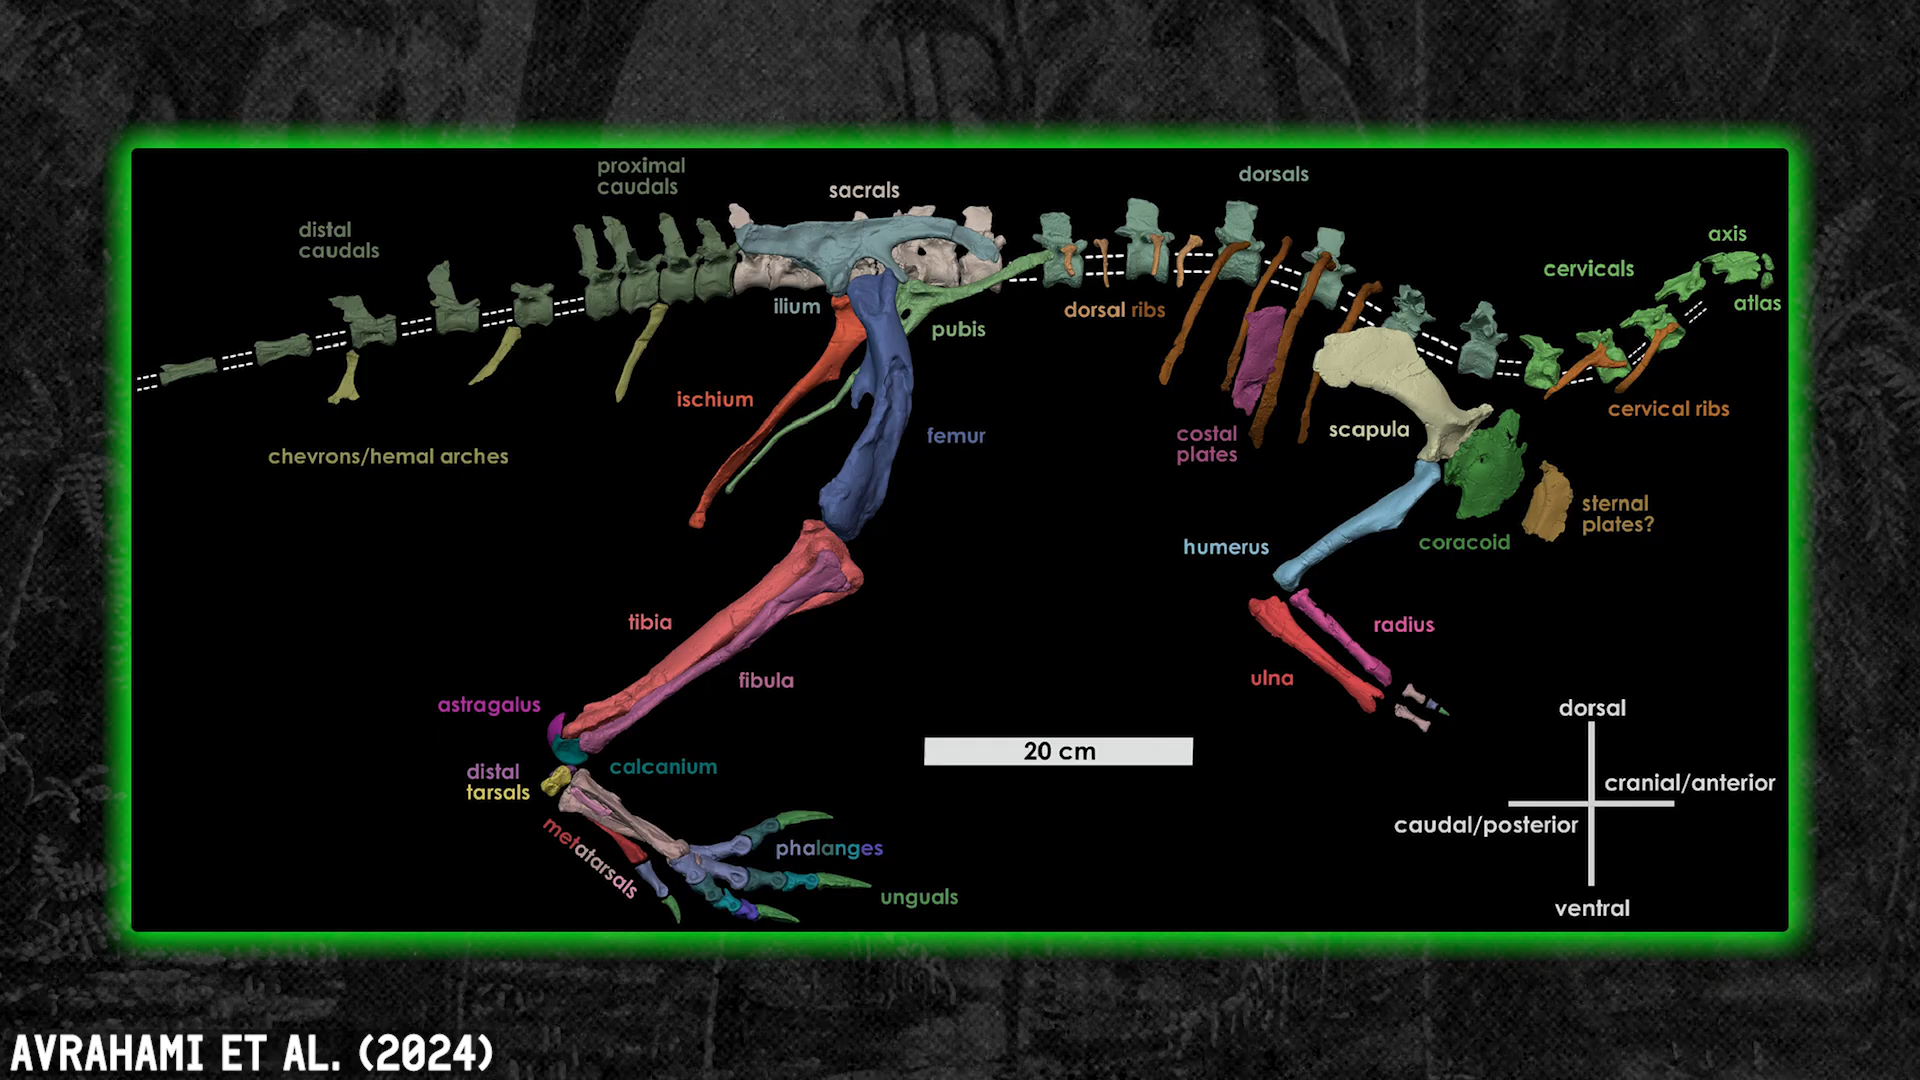 proximal
caudals
sacrals
dorsals
distal
caudals
axis
cervicals
atlas
ilium
dorsal ribs
pubis
ischium
cervical ribs
costal
plates
scapula
femur
chevrons/hemal arches
sternal
plates?
humerus
coracoid
tibia
radius
fibula
ulna
astragalus
dorsal
20 cm
distal
tarsals
calcanium
cranial/anterior
caudal/posterior
metatarsals
phalanges
unguals
ventral
AVRAHAMI ET AL. (2024)